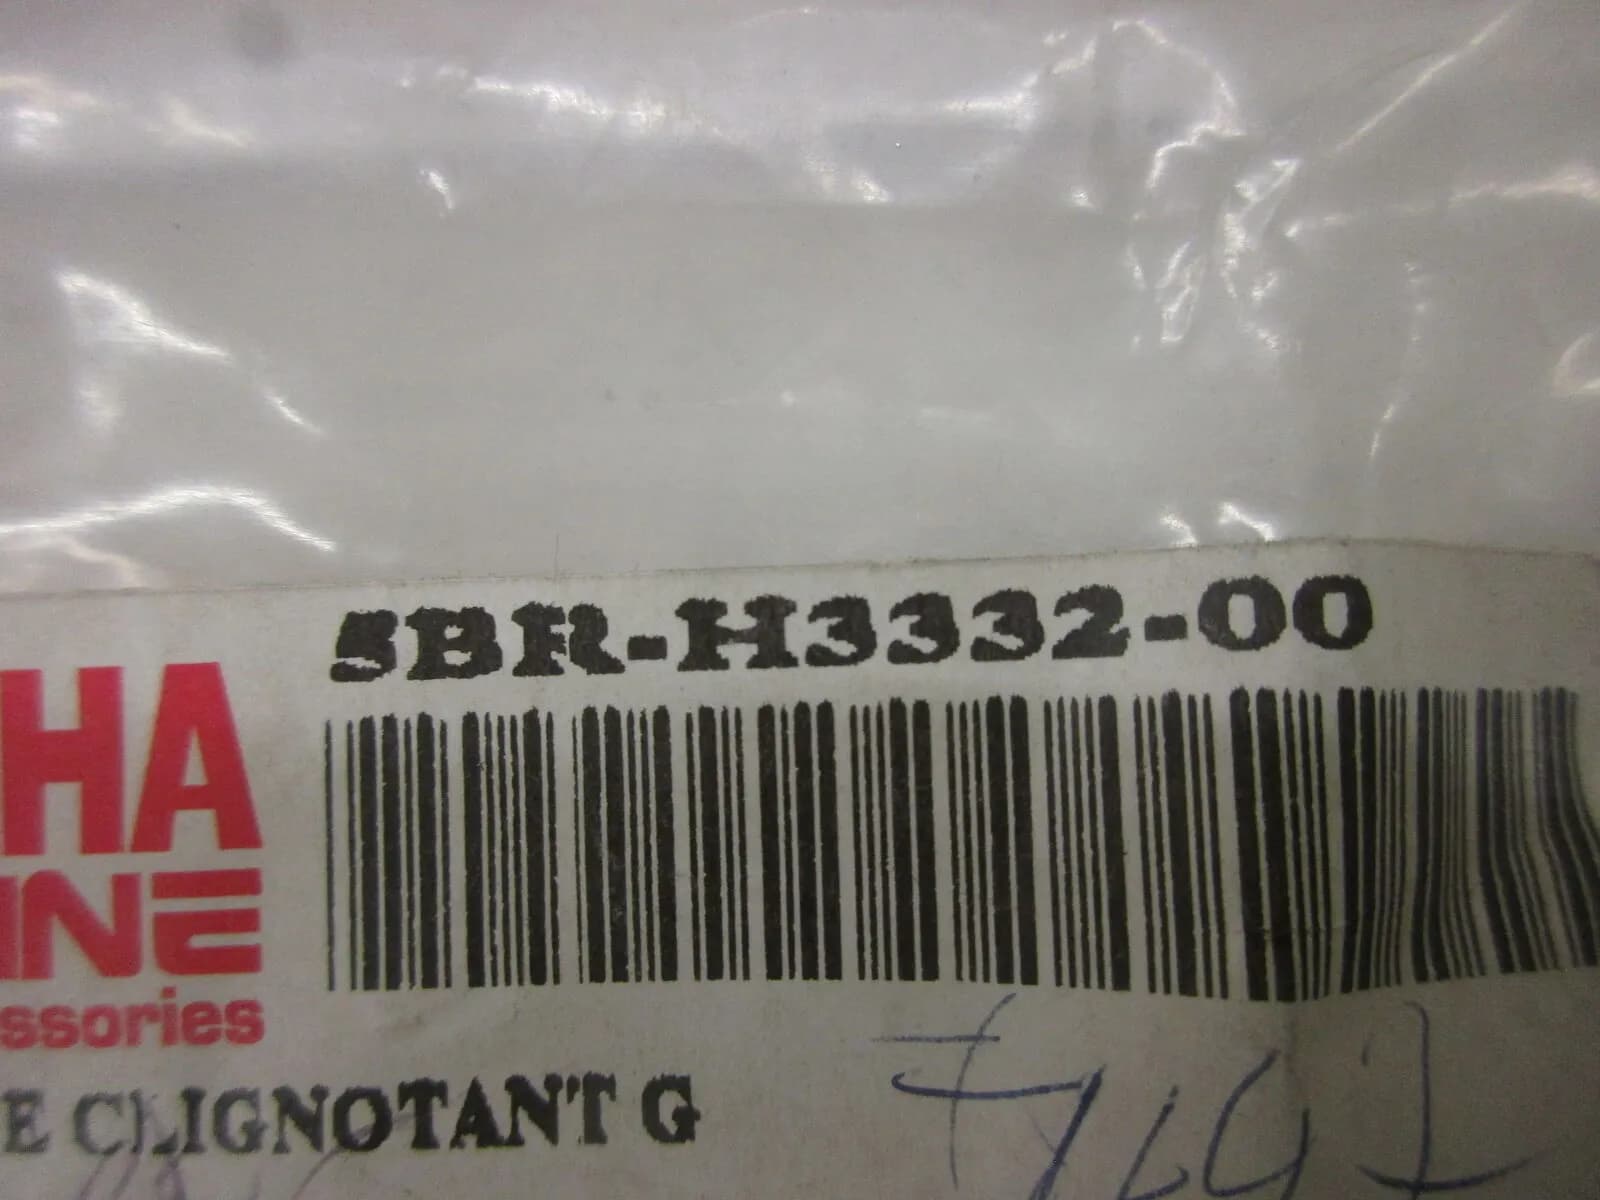 5BR-H3332-00
HA
INE
ssories
E CLIGNOTANT G